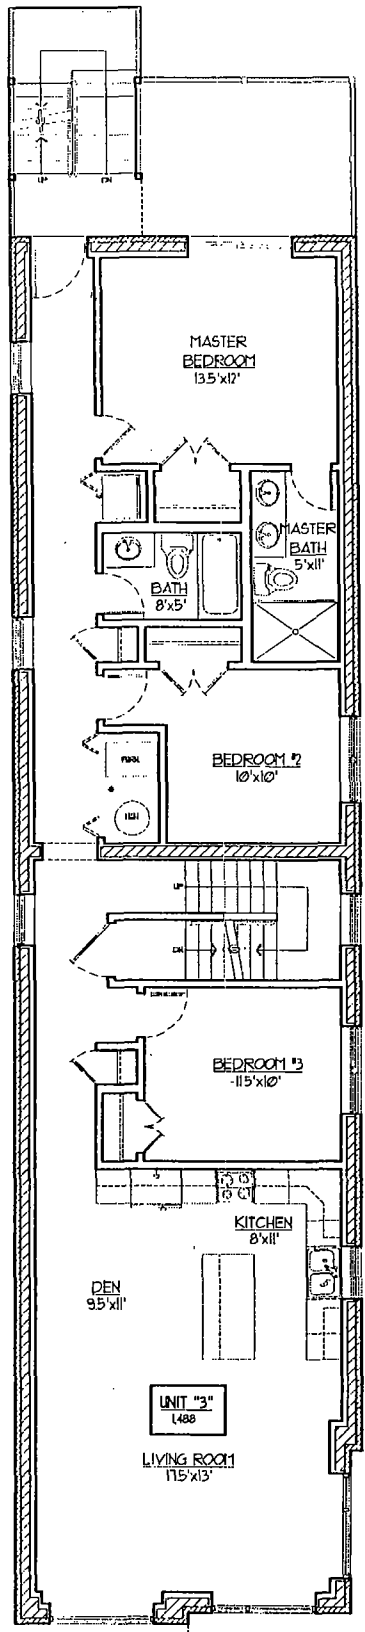 UP
DN
MASTER
BEDROOM
13.5'x12'
MASTER
BATH
5'x11'
BATH
8'x5'
BEDROOM #2
10'x10'
FURN
WH
UP
DN
BEDROOM #3
11.5'x10'
KITCHEN
8'x11'
DEN
9.5'x11'
UNIT "3"
1,488
LIVING ROOM
17.5'x13'